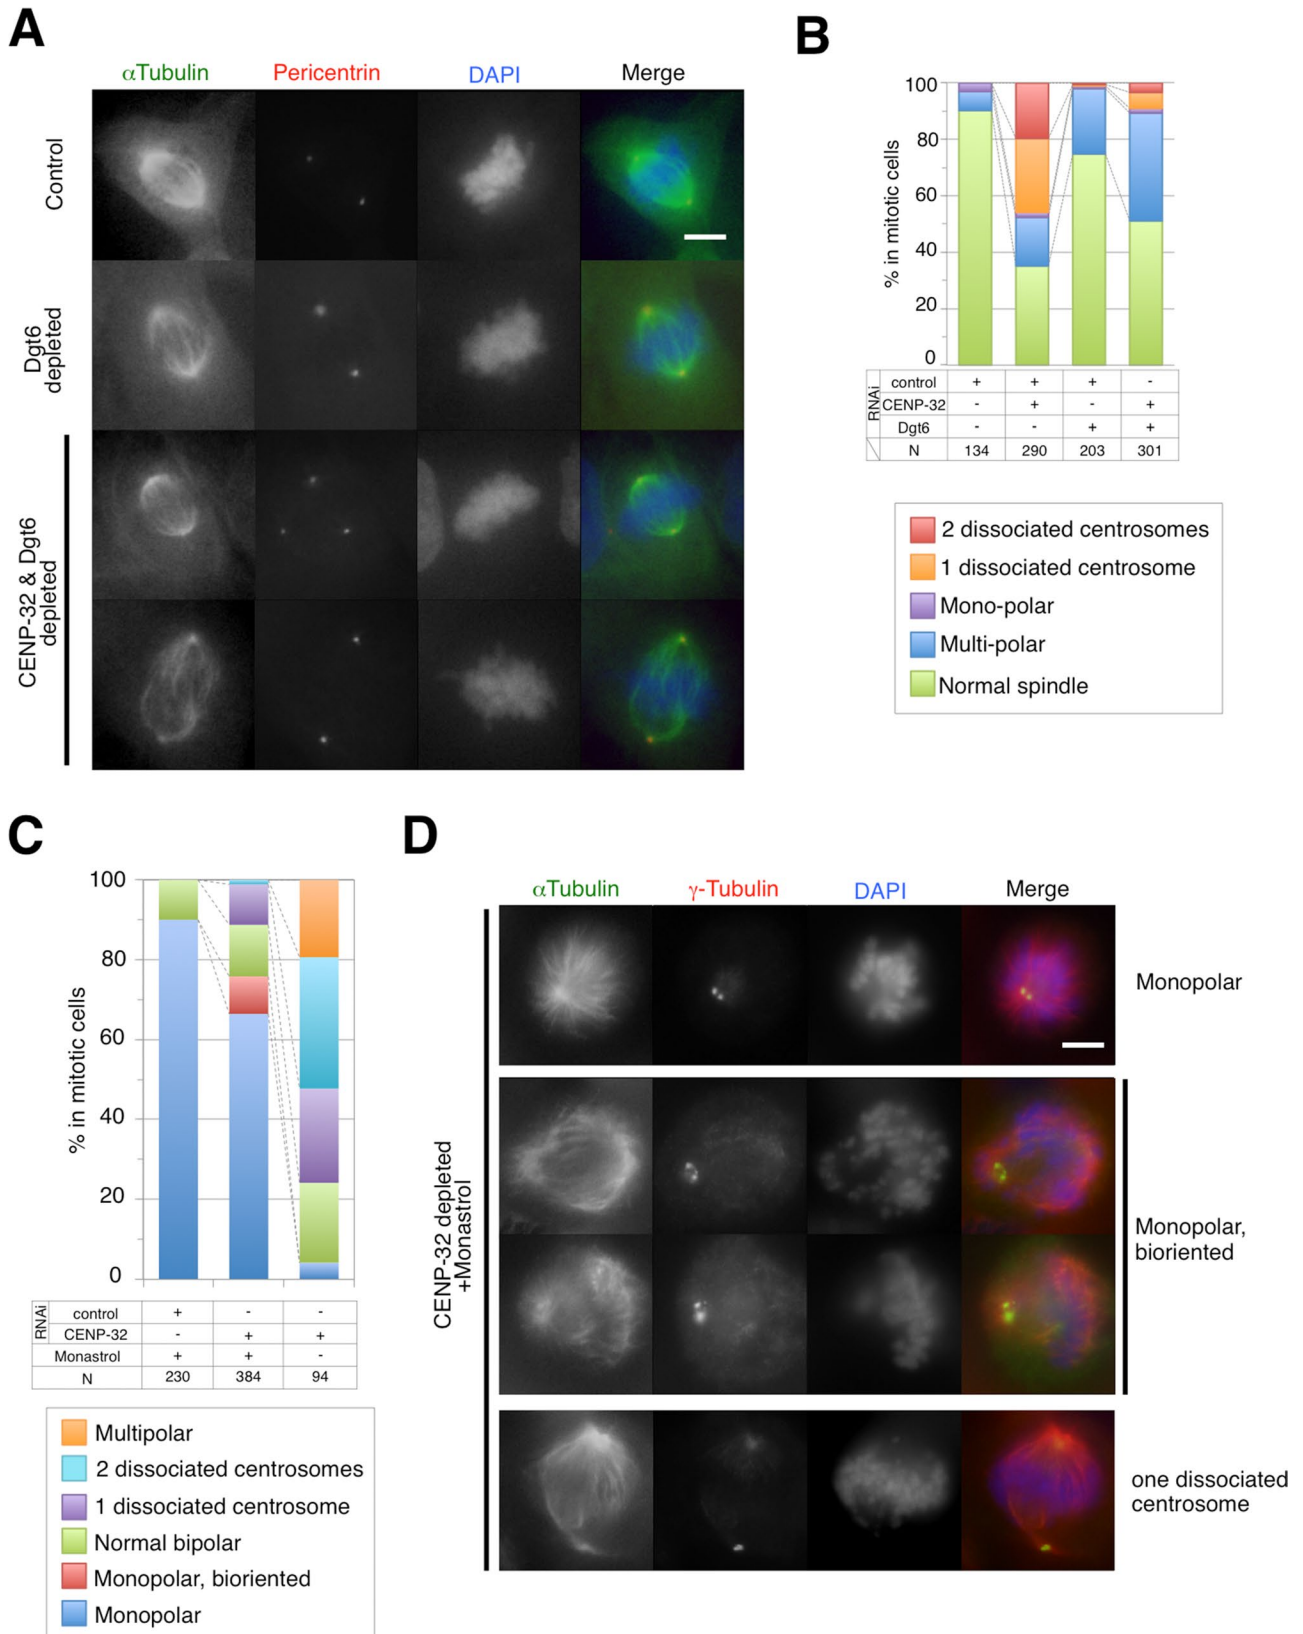 A
αTubulin Pericentrin DAPI Merge
Control
Dgt6
depleted
CENP-32 & Dgt6
depleted
B
% in mitotic cells
100
80
60
40
20
0
RNAi
control + + + -
CENP-32 - + - +
Dgt6 - - + +
N 134 290 203 301
2 dissociated centrosomes
1 dissociated centrosome
Mono-polar
Multi-polar
Normal spindle
C
% in mitotic cells
100
80
60
40
20
0
RNAi
control + - -
CENP-32 - + +
Monastrol + + -
N 230 384 94
Multipolar
2 dissociated centrosomes
1 dissociated centrosome
Normal bipolar
Monopolar, bioriented
Monopolar
D
αTubulin γ-Tubulin DAPI Merge
CENP-32 depleted
+Monastrol
Monopolar
Monopolar,
bioriented
one dissociated
centrosome